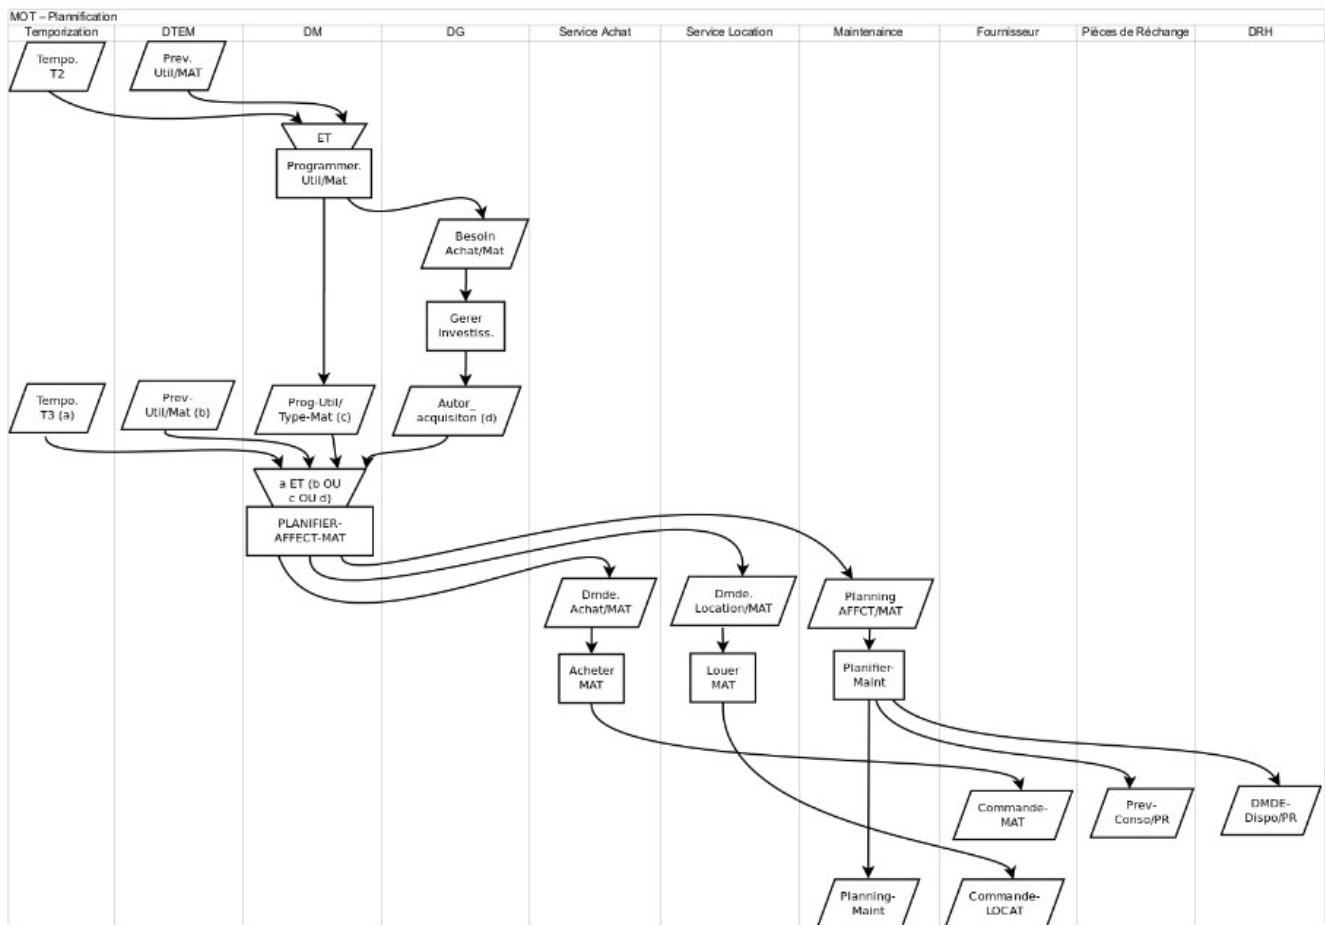 MOT – Plannification
Temporization
DTEM
DM
DG
Service Achat
Service Location
Maintenaince
Fournisseur
Pièces de Réchange
DRH
Tempo.
T2
Prev.
Util/MAT
ET
Programmer.
Util/Mat
Besoin
Achat/Mat
Gerer
Investiss.
Tempo.
T3 (a)
Prev-
Util/Mat (b)
Prog-Util/
Type-Mat (c)
Autor_
acquisiton (d)
a ET (b OU
c OU d)
PLANIFIER-
AFFECT-MAT
Dmde.
Achat/MAT
Dmde.
Location/MAT
Planning
AFFCT/MAT
Acheter
MAT
Louer
MAT
Planifier-
Maint
Commande-
MAT
Prev-
Conso/PR
DMDE-
Dispo/PR
Planning-
Maint
Commande-
LOCAT